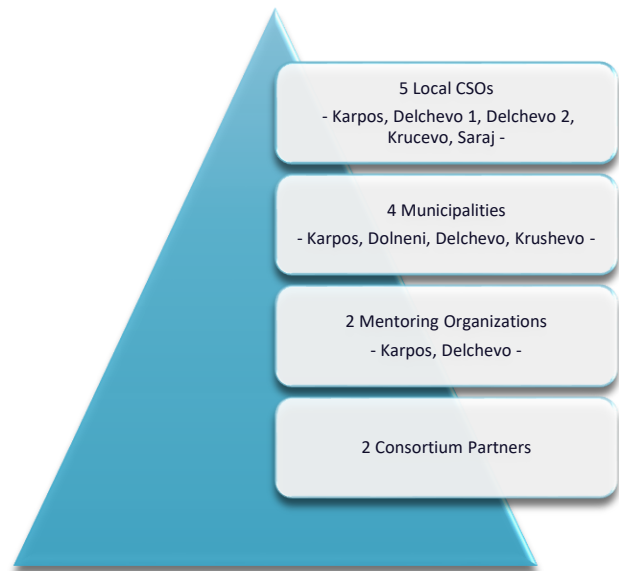 5 Local CSOs
- Karpos, Delchevo 1, Delchevo 2,
Krucevo, Saraj -
4 Municipalities
- Karpos, Dolneni, Delchevo, Krushevo -
2 Mentoring Organizations
- Karpos, Delchevo -
2 Consortium Partners